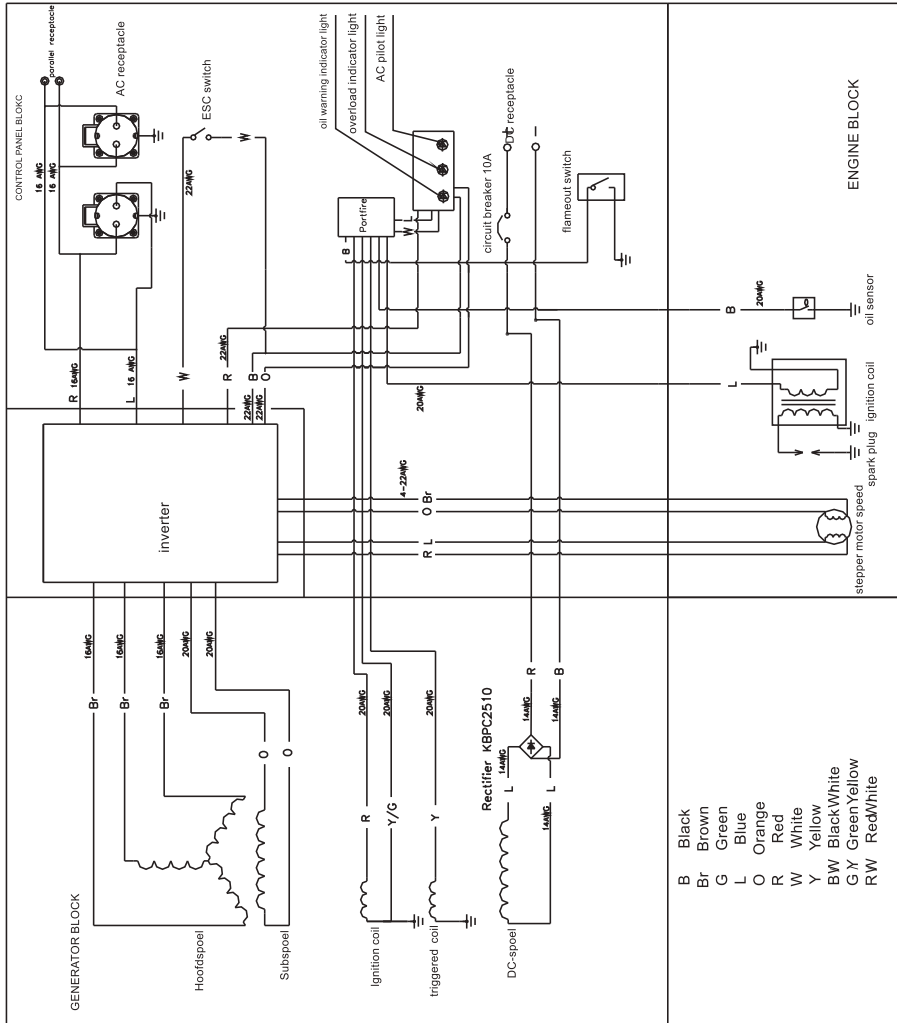 CONTROL PANEL BLOKC
parallel receptacle
16 AWG
16 AWG
AC receptacle
ESC switch
22AWG
W
W
oil warning indicator light
overload indicator light
AC pilot light
Portfire
B
L
W
circuit breaker 10A
DC receptacle
flameout switch
ENGINE BLOCK
R
16AWG
L
16 AWG
W
R
22AWG
B
O
22AWG
22AWG
20AWG
B
20AWG
oil sensor
L
ignition coil
spark plug
inverter
4-22AWG
Br
O
L
R
stepper motor speed
GENERATOR BLOCK
16AWG
16AWG
16AWG
20AWG
20AWG
Br
Br
Br
O
O
Hoofdspoel
Subspoel
20AWG
20AWG
20AWG
R
Y/G
Y
Ignition coil
triggered coil
Rectifier KBPC2510
R
B
14AWG
14AWG
14AWG
L
L
14AWG
DC-spoel
B Black
Br Brown
G Green
L Blue
O Orange
R Red
W White
Y Yellow
BW BlackWhite
G/Y GreenYellow
RW RedWhite